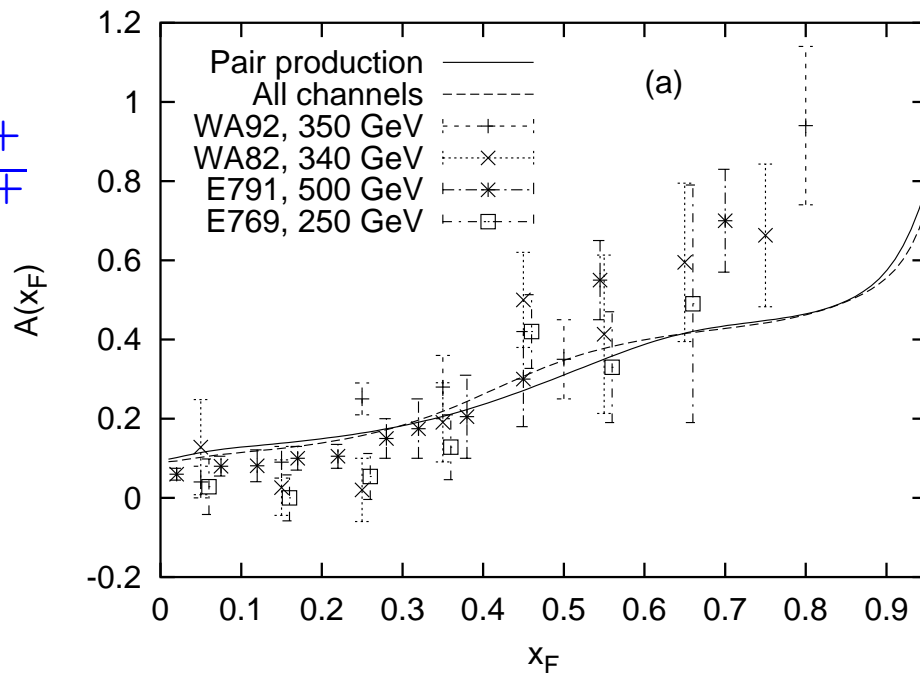 1.2
1
0.8
0.6
0.4
0.2
0
-0.2
A(x_F)
Pair production
All channels
WA92, 350 GeV
WA82, 340 GeV
E791, 500 GeV
E769, 250 GeV
(a)
0 0.1 0.2 0.3 0.4 0.5 0.6 0.7 0.8 0.9
x_F